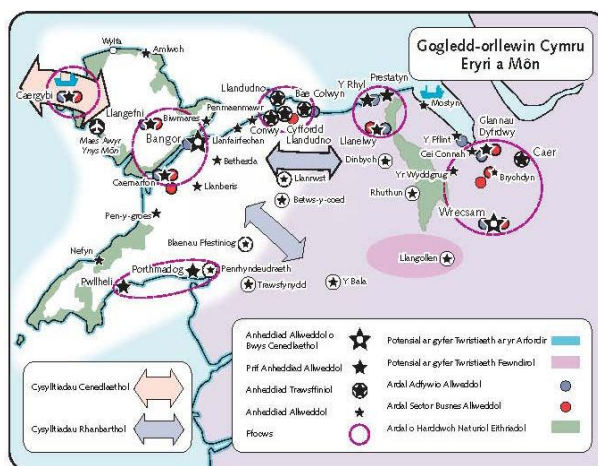 Gogledd-orllewin Cymru
Eryri a Môn
Wylfa
Amlwch
Caergybi
Llangefni
Maes Awyr
Ynys Môn
Biwmares
Bangor
Penmaenmawr
Llanfairfechan
Bethesda
Llandudno
Bae Colwyn
Conwy
Cyffordd
Llandudno
Y Rhyl
Prestatyn
Mostyn
Llanelwy
Y Fflint
Glannau
Dyfrdwy
Cei Connah
Caer
Dinbych
Yr Wyddgrug
Brychdyn
Caernarfon
Llanberis
Llanrwst
Rhuthun
Betws-y-coed
Wrecsam
Pen-y-groes
Blaenau Ffestiniog
Llangollen
Nefyn
Porthmadog
Penrhyndeudraeth
Pwllheli
Trawsfynydd
Y Bala
Cysylltiadau Cenedlaethol
Cysylltiadau Rhanbarthol
Anheddiad Allweddol o
Bwys Cenedlaethol
Prif Anheddiad Allweddol
Anheddiad Trawsffiniol
Anheddiad Allweddol
Ffocws
Potensial ar gyfer Twristiaeth ar yr Arfordir
Potensial ar gyfer Twristiaeth Fewndirol
Ardal Adfywio Allweddol
Ardal Sector Busnes Allweddol
Ardal o Harddwch Naturiol Eithriadol